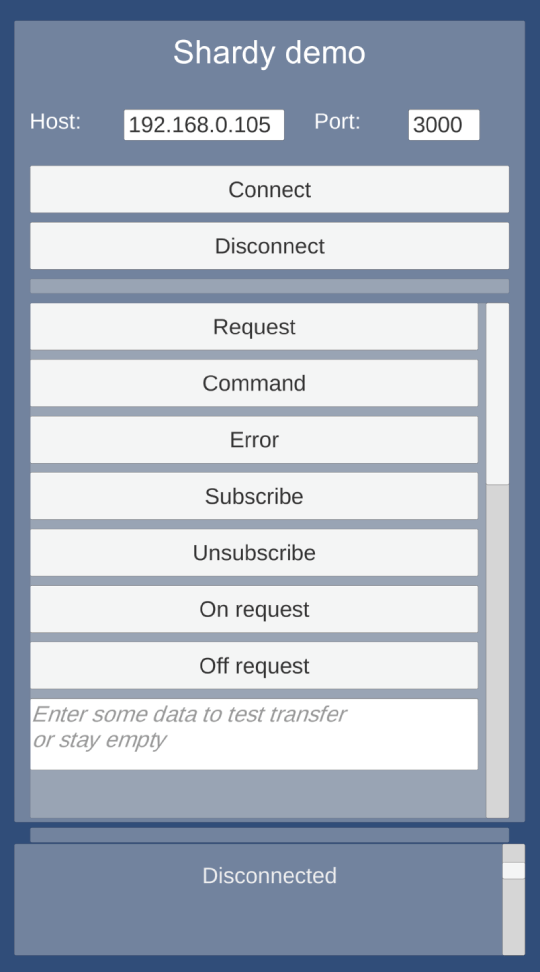 Shardy demo
Host: 192.168.0.105 Port: 3000
Connect
Disconnect
Request
Command
Error
Subscribe
Unsubscribe
On request
Off request
Enter some data to test transfer
or stay empty
Disconnected